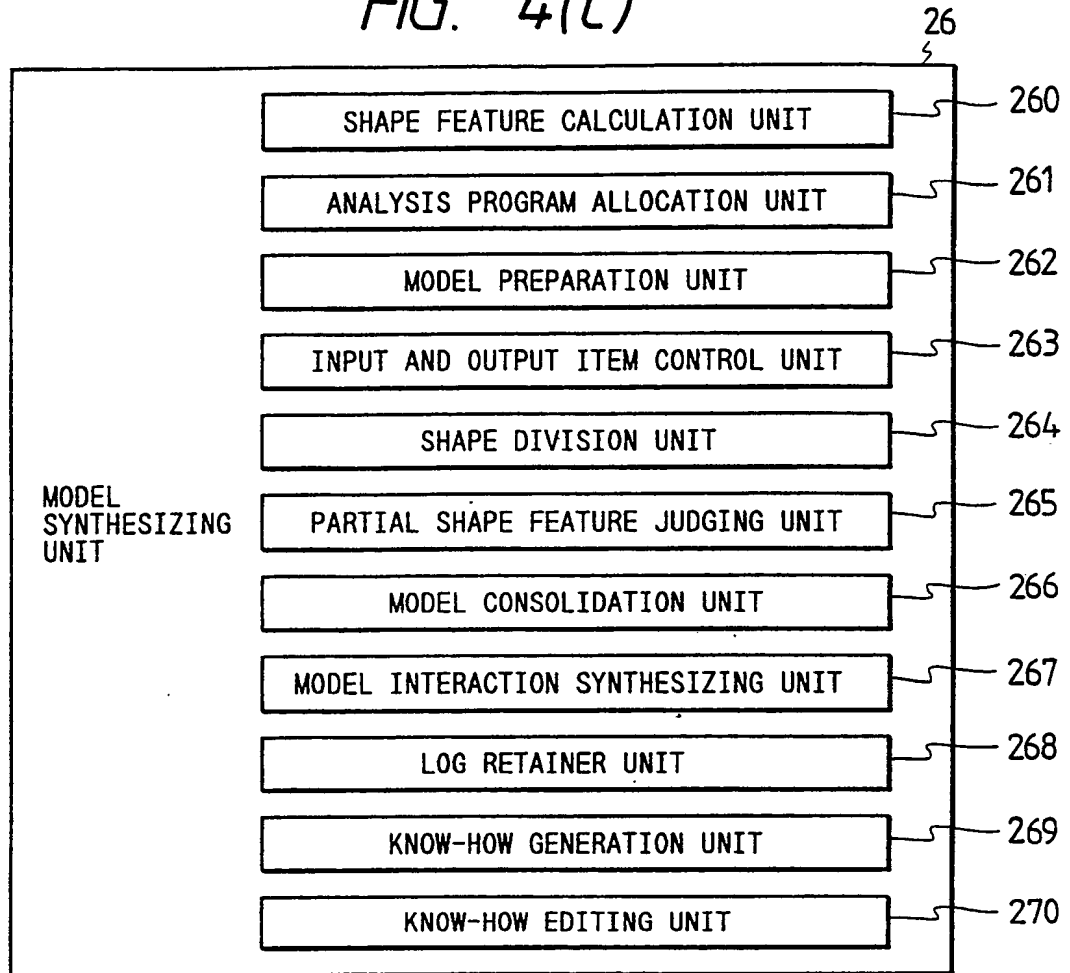 FIG. 4(C)
26
SHAPE FEATURE CALCULATION UNIT
260
ANALYSIS PROGRAM ALLOCATION UNIT
261
MODEL PREPARATION UNIT
262
INPUT AND OUTPUT ITEM CONTROL UNIT
263
SHAPE DIVISION UNIT
264
MODEL
SYNTHESIZING
UNIT
PARTIAL SHAPE FEATURE JUDGING UNIT
265
MODEL CONSOLIDATION UNIT
266
MODEL INTERACTION SYNTHESIZING UNIT
267
LOG RETAINER UNIT
268
KNOW-HOW GENERATION UNIT
269
KNOW-HOW EDITING UNIT
270